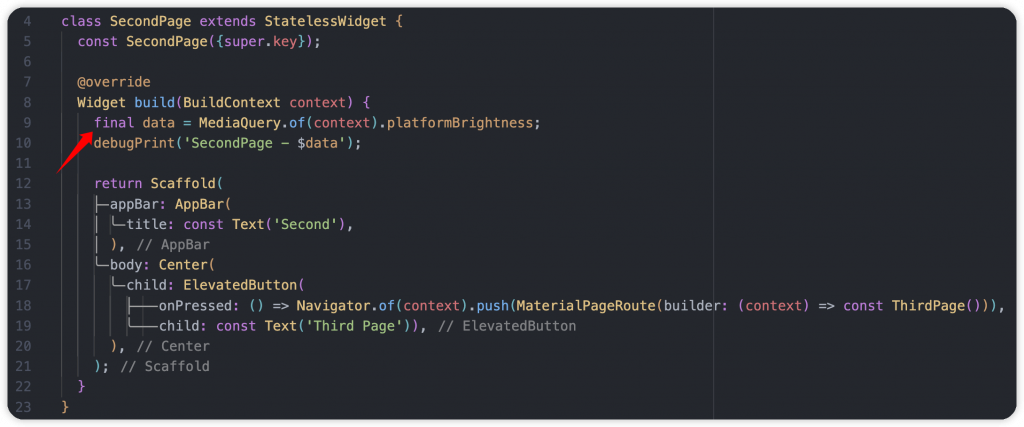 4 class SecondPage extends StatelessWidget {
5 const SecondPage({super.key});
6
7 @override
8 Widget build(BuildContext context) {
9 final data = MediaQuery.of(context).platformBrightness;
10 debugPrint('SecondPage - $data');
11
12 return Scaffold(
13 appBar: AppBar(
14 title: const Text('Second'),
15 ), // AppBar
16 body: Center(
17 child: ElevatedButton(
18 onPressed: () => Navigator.of(context).push(MaterialPageRoute(builder: (context) => const ThirdPage())),
19 child: const Text('Third Page')), // ElevatedButton
20 ), // Center
21 ); // Scaffold
22 }
23 }